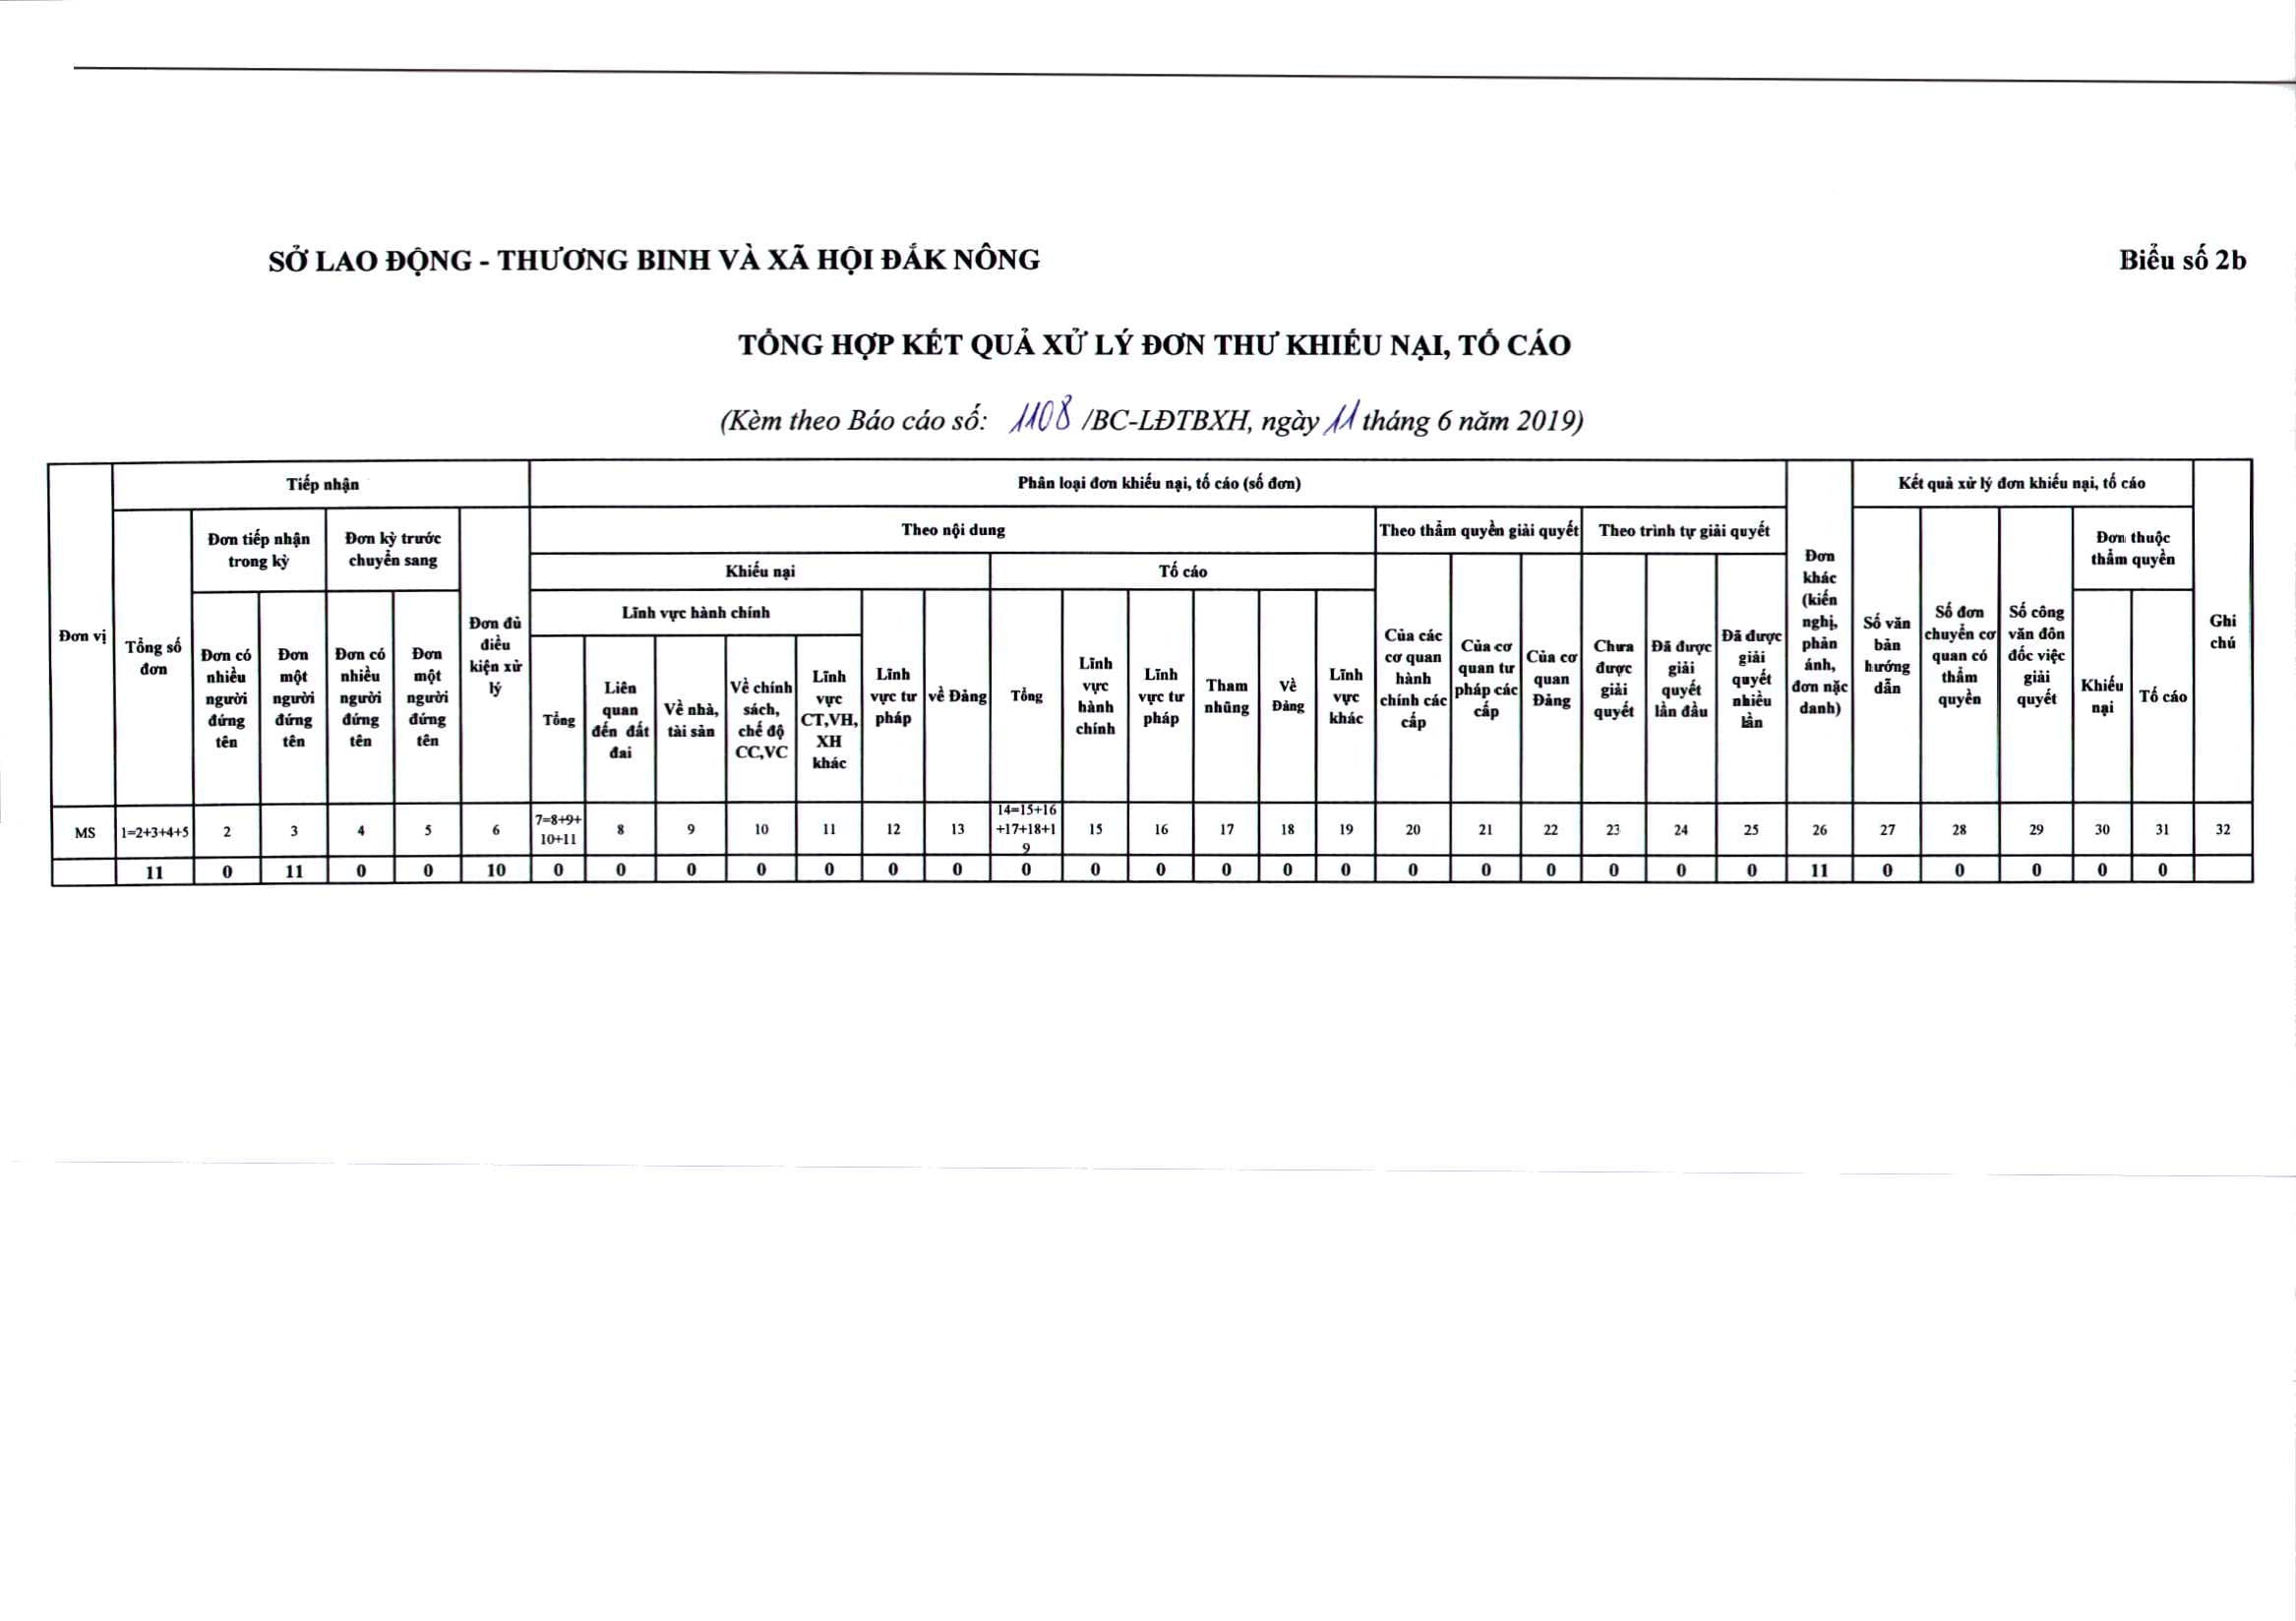 SỞ LAO ĐỘNG - THƯƠNG BINH VÀ XÃ HỘI ĐẮK NÔNG
Biểu số 2b
TỔNG HỢP KẾT QUẢ XỬ LÝ ĐƠN THƯ KHIẾU NẠI, TỐ CÁO
(Kèm theo Báo cáo số: 1108 /BC-LĐTBXH, ngày 11 tháng 6 năm 2019)
Đơn vị
Tiếp nhận
Phân loại đơn khiếu nại, tố cáo (số đơn)
Đơn
khác
(kiến
nghị,
phản
ánh,
đơn nặc
danh)
Kết quả xử lý đơn khiếu nại, tố cáo
Ghi
chú
Tổng số
đơn
Đơn tiếp nhận
trong kỳ
Đơn kỳ trước
chuyển sang
Đơn đủ
điều
kiện xử
lý
Theo nội dung
Theo thẩm quyền giải quyết
Theo trình tự giải quyết
Số văn
bản
hướng
dẫn
Số đơn
chuyển cơ
quan có
thẩm
quyền
Số công
văn đôn
đốc việc
giải
quyết
Đơn thuộc
thẩm quyền
Khiếu nại
Tố cáo
Của các
cơ quan
hành
chính các
cấp
Của cơ
quan tư
pháp các
cấp
Của cơ
quan
Đảng
Chưa
được
giải
quyết
Đã được
giải
quyết
lần đầu
Đã được
giải
quyết
nhiều
lần
Đơn có
nhiều
người
đứng
tên
Đơn
một
người
đứng
tên
Đơn có
nhiều
người
đứng
tên
Đơn
một
người
đứng
tên
Lĩnh vực hành chính
Lĩnh
vực tư
pháp
về Đảng
Tổng
Lĩnh
vực
hành
chính
Lĩnh
vực tư
pháp
Tham
nhũng
Về
Đảng
Lĩnh
vực
khác
Khiếu
nại
Tố cáo
Tổng
Liên
quan
đến đất
đai
Về nhà,
tài sản
Về chính
sách,
chế độ
CC,VC
Lĩnh
vực
CT,VH,
XH
khác
MS 1=2+3+4+5 2 3 4 5 6 7=8+9+10+11 8 9 10 11 12 13 14=15+16+17+18+19 15 16 17 18 19 20 21 22 23 24 25 26 27 28 29 30 31 32
11 0 11 0 0 10 0 0 0 0 0 0 0 0 0 0 0 0 0 0 0 0 0 0 0 11 0 0 0 0 0